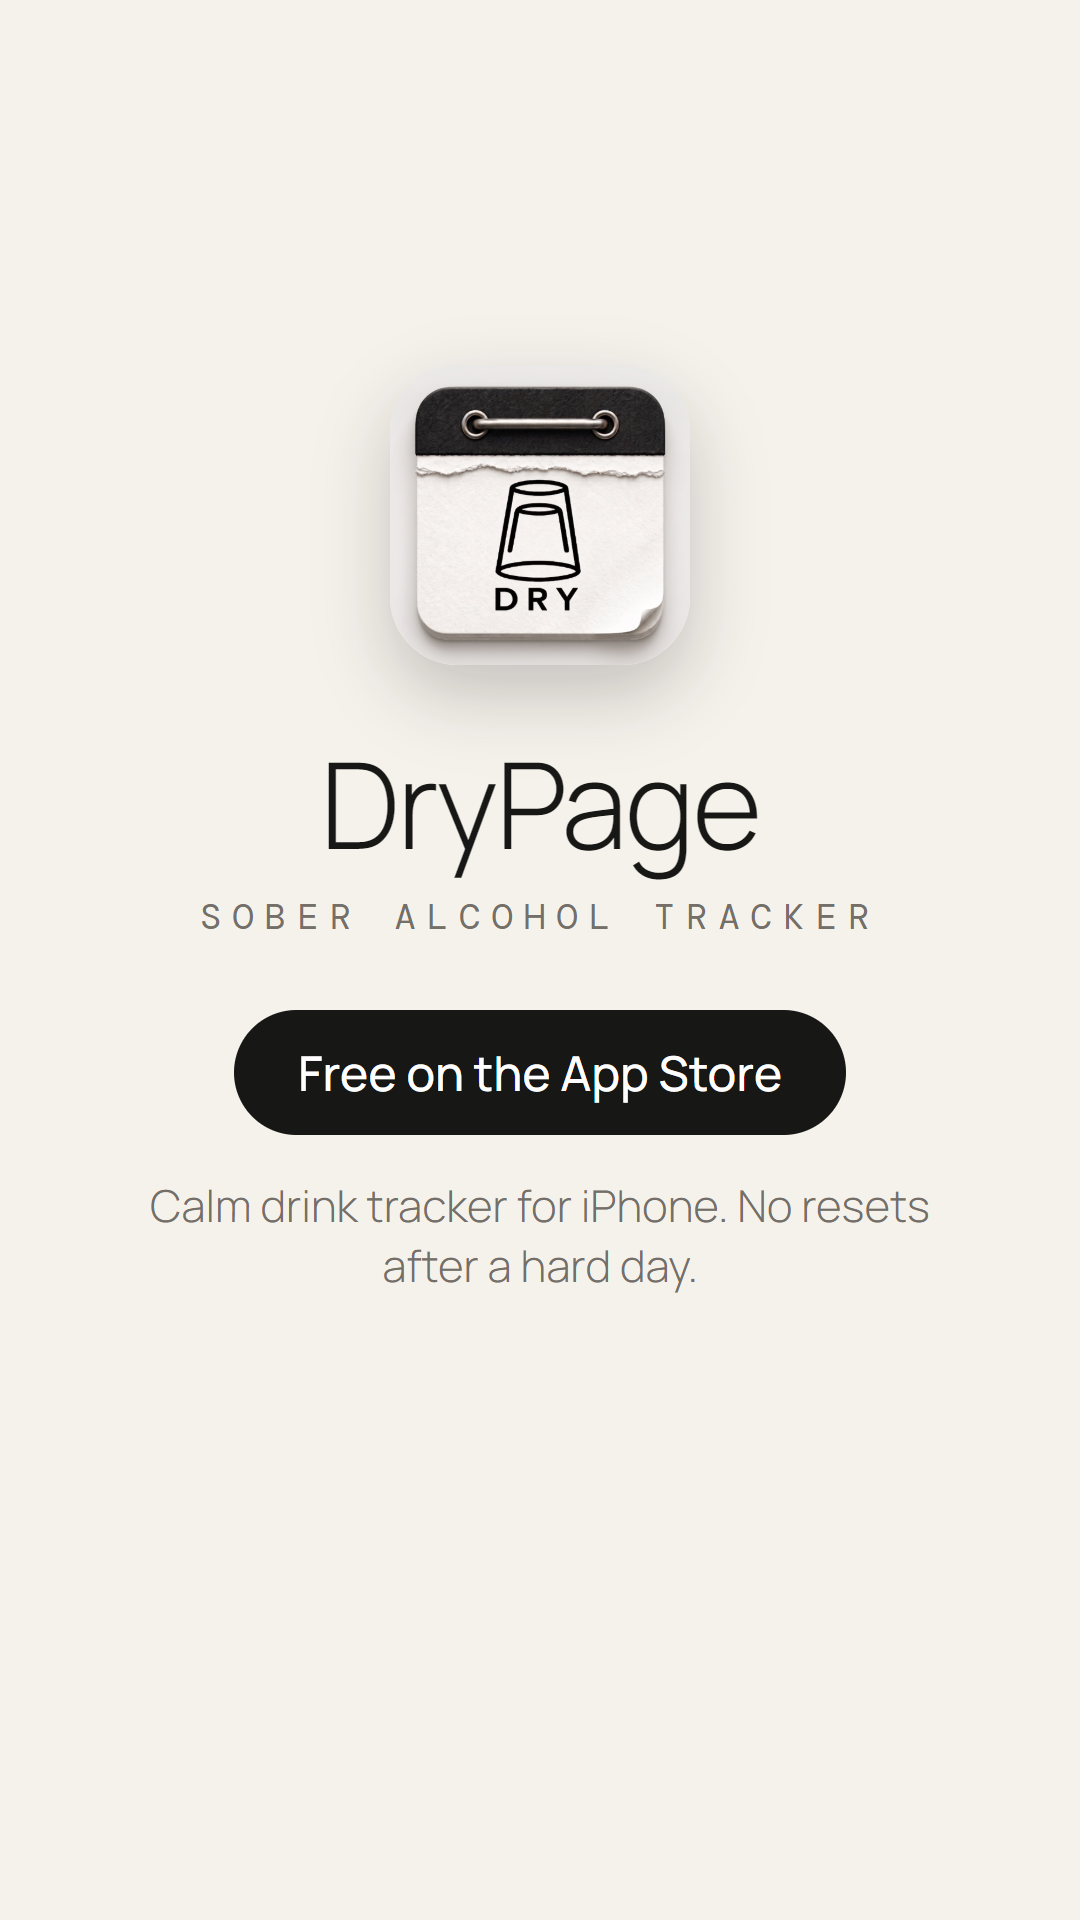 DRY
DryPage
SOBER ALCOHOL TRACKER
Free on the App Store
Calm drink tracker for iPhone. No resets
after a hard day.